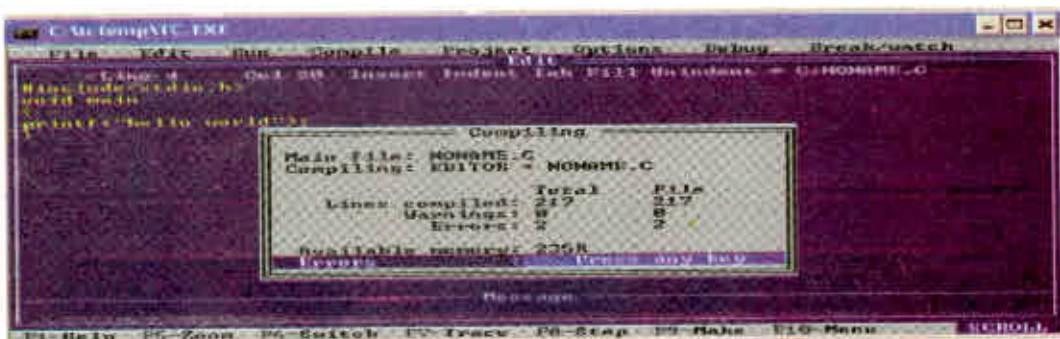 C:\tctemp\TC.EXE
File Edit Run Compile Project Options Debug Break/watch
Edit
Line 4 Col 20 Insert Indent Tab Fill Unindent * C:NONAME.C
#include<stdio.h>
void main
{
printf("hello world");
}
Compiling
Main file: NONAME.C
Compiling: EDITOR → NONAME.C
Total File
Lines compiled: 217 217
Warnings: 0 0
Errors: 2 2
Available memory: 225K
Errors : Press any key
Message
F1-Help F5-Zoom F6-Switch F7-Trace F8-Step F9-Make F10-Menu SCROLL